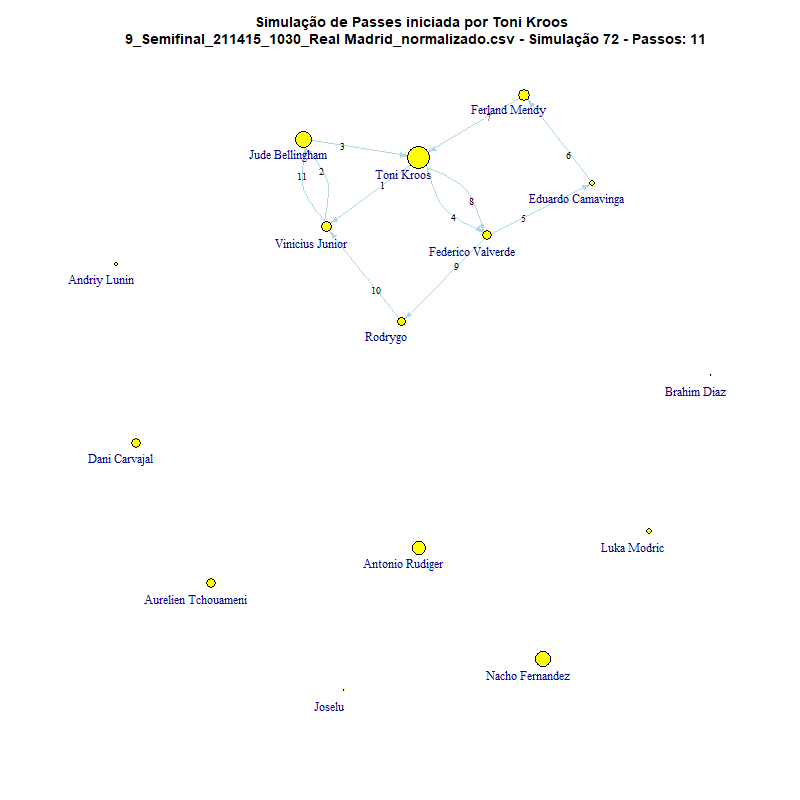 Simulação de Passes iniciada por Toni Kroos
9_Semifinal_211415_1030_Real Madrid_normalizado.csv - Simulação 72 - Passos: 11
Ferland Mendy
7
3
Jude Bellingham
6
Toni Kroos
11
2
1
Eduardo Camavinga
8
4
5
Vinicius Junior
Federico Valverde
9
Andriy Lunin
10
Rodrygo
Brahim Diaz
Dani Carvajal
Luka Modric
Antonio Rudiger
Aurelien Tchouameni
Nacho Fernandez
Joselu